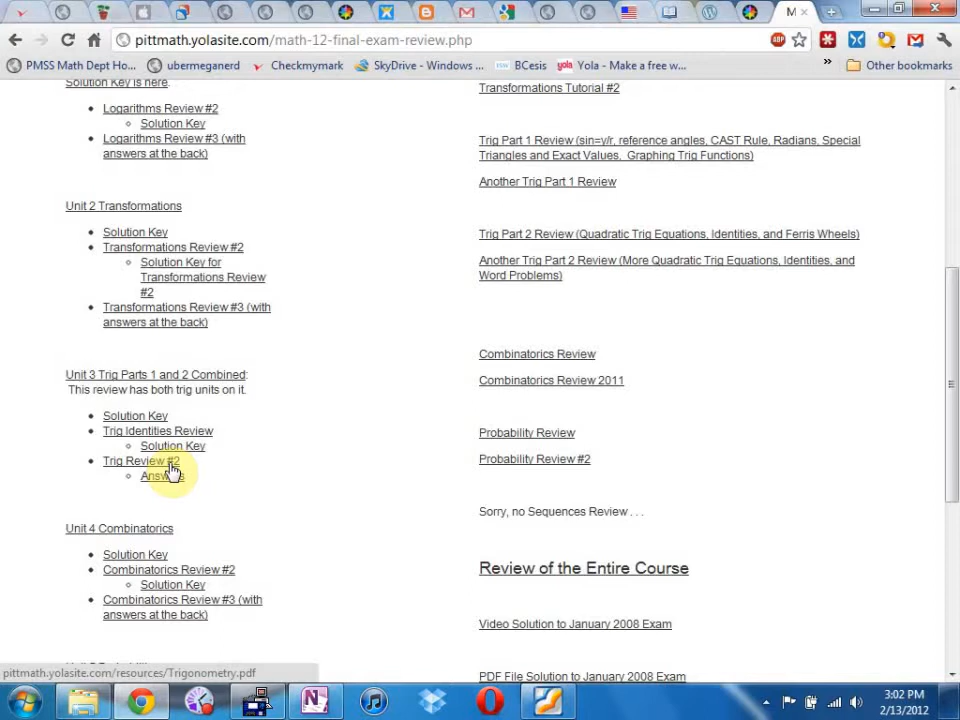 M
pittmath.yolasite.com/math-12-final-exam-review.php
ABP
PMSS Math Dept Ho...
ubermeganerd
Checkmymark
SkyDrive - Windows ...
BCesis
yola
Yola - Make a free w...
»
Other bookmarks
Solution Key is here.
Logarithms Review #2
Solution Key
Logarithms Review #3 (with
answers at the back)
Unit 2 Transformations
Solution Key
Transformations Review #2
Solution Key for
Transformations Review
#2
Transformations Review #3 (with
answers at the back)
Unit 3 Trig Parts 1 and 2 Combined:
This review has both trig units on it.
Solution Key
Trig Identities Review
Solution Key
Trig Review #2
Answers
Unit 4 Combinatorics
Solution Key
Combinatorics Review #2
Solution Key
Combinatorics Review #3 (with
answers at the back)
Transformations Tutorial #2
Trig Part 1 Review (sin=y/r, reference angles, CAST Rule, Radians, Special
Triangles and Exact Values, Graphing Trig Functions)
Another Trig Part 1 Review
Trig Part 2 Review (Quadratic Trig Equations, Identities, and Ferris Wheels)
Another Trig Part 2 Review (More Quadratic Trig Equations, Identities, and
Word Problems)
Combinatorics Review
Combinatorics Review 2011
Probability Review
Probability Review #2
Sorry, no Sequences Review . . .
Review of the Entire Course
Video Solution to January 2008 Exam
PDF File Solution to January 2008 Exam
pittmath.yolasite.com/resources/Trigonometry.pdf
3:02 PM
2/13/2012